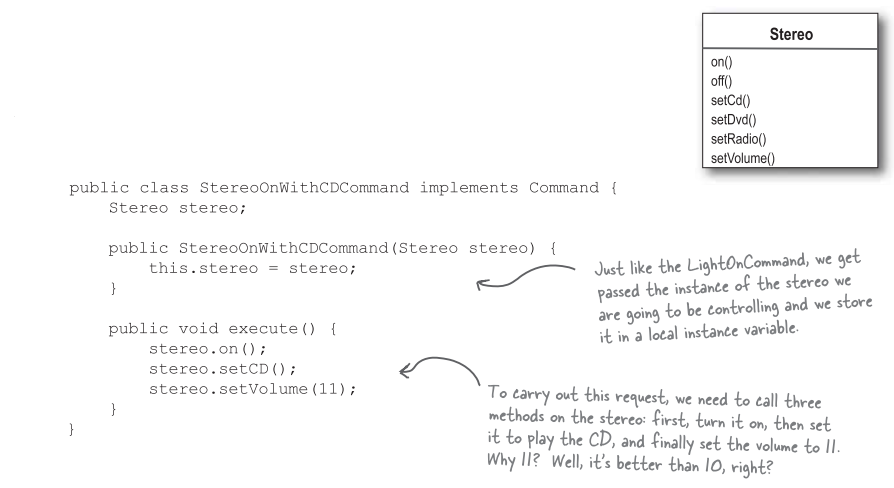 Stereo
on()
off()
setCd()
setDvd()
setRadio()
setVolume()
public class StereoOnWithCDCommand implements Command {
    Stereo stereo;
    public StereoOnWithCDCommand(Stereo stereo) {
        this.stereo = stereo;
    }
Just like the LightOnCommand, we get
passed the instance of the stereo we
are going to be controlling and we store
it in a local instance variable.
    public void execute() {
        stereo.on();
        stereo.setCD();
        stereo.setVolume(11);
    }
}
To carry out this request, we need to call three
methods on the stereo: first, turn it on, then set
it to play the CD, and finally set the volume to 11.
Why 11? Well, it's better than 10, right?